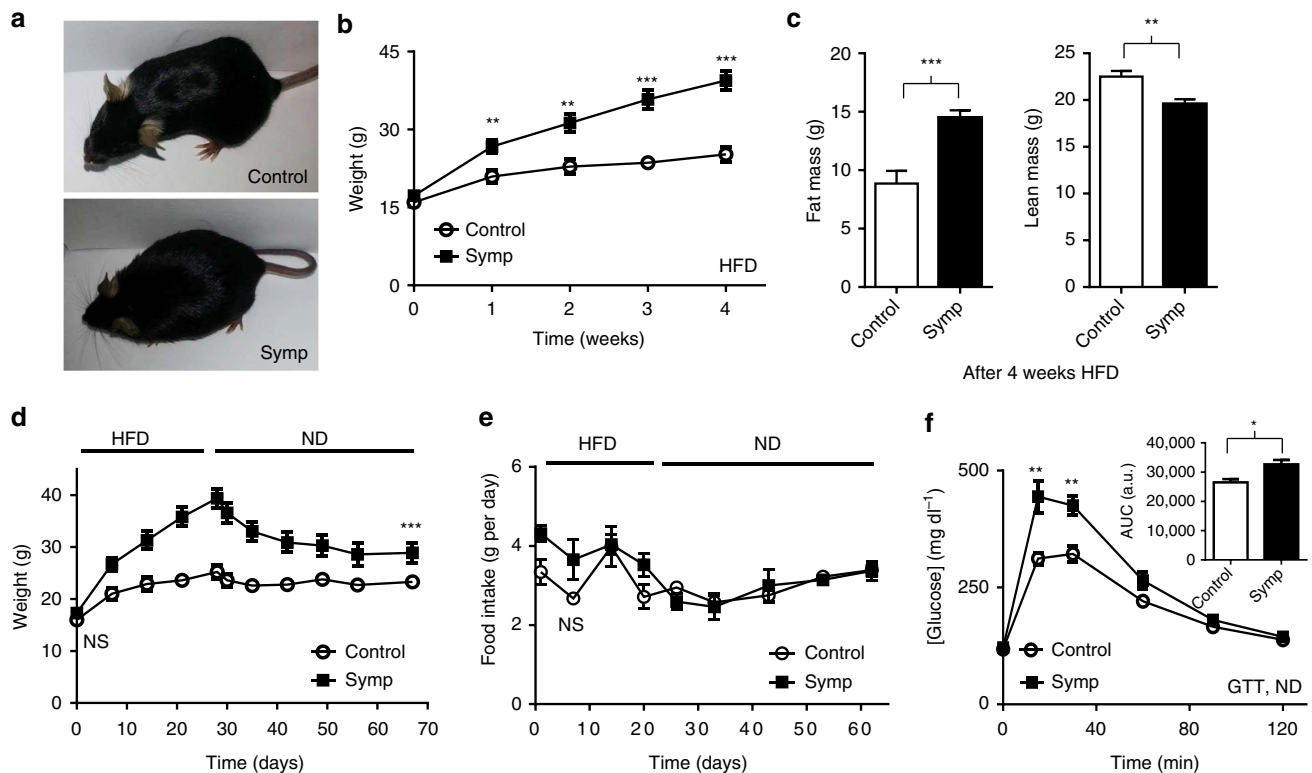 a
Control
Symp
b
Weight (g)
45
30
15
0
**
**
***
***
Control
Symp
HFD
0 1 2 3 4
Time (weeks)
c
Fat mass (g)
20
15
10
5
0
***
Control Symp
Lean mass (g)
25
20
15
10
5
0
**
Control Symp
After 4 weeks HFD
d
HFD ND
Weight (g)
40
30
20
10
0
***
NS
Control
Symp
0 10 20 30 40 50 60 70
Time (days)
e
HFD ND
Food intake (g per day)
6
4
2
0
NS
Control
Symp
0 10 20 30 40 50 60
Time (days)
f
[Glucose] (mg dl⁻¹)
500
250
0
**
**
Control
Symp
GTT, ND
0 40 80 120
Time (min)
AUC (a.u.)
40,000
30,000
20,000
10,000
0
*
Control Symp